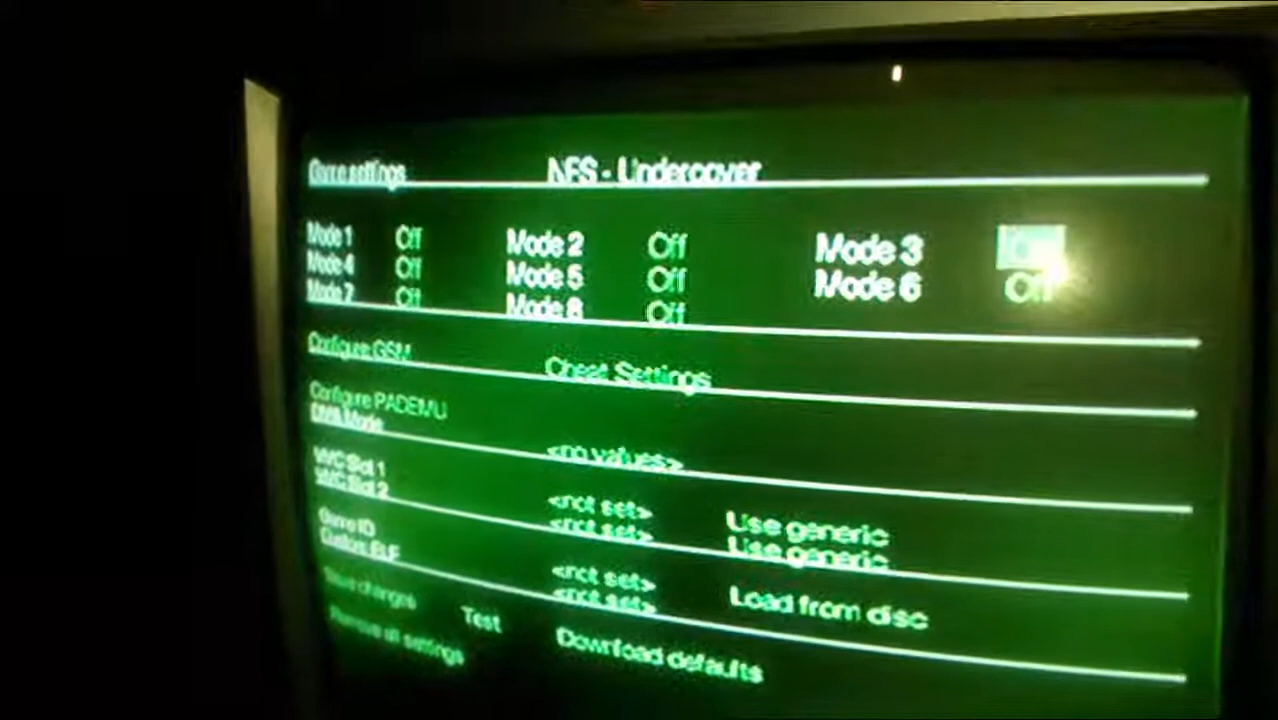 Game settings NFS - Undercover
Mode 1 Off Mode 2 Off Mode 3
Mode 4 Off Mode 5 Off Mode 6 Off
Mode 7 Off Mode 8 Off
Configure GSM Cheat Settings
Configure PADEMU
DMA Mode <no values>
VMC Slot 1 <not set> Use generic
VMC Slot 2 <not set> Use generic
Game ID <not set> Load from disc
Custom ELF <not set>
Save changes Test Download defaults
Remove all settings